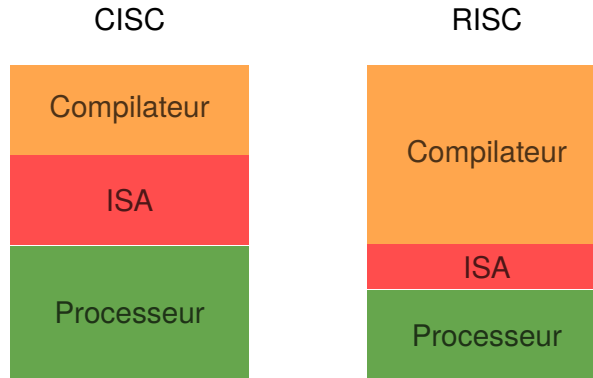 CISC
RISC
Compilateur
Compilateur
ISA
ISA
Processeur
Processeur